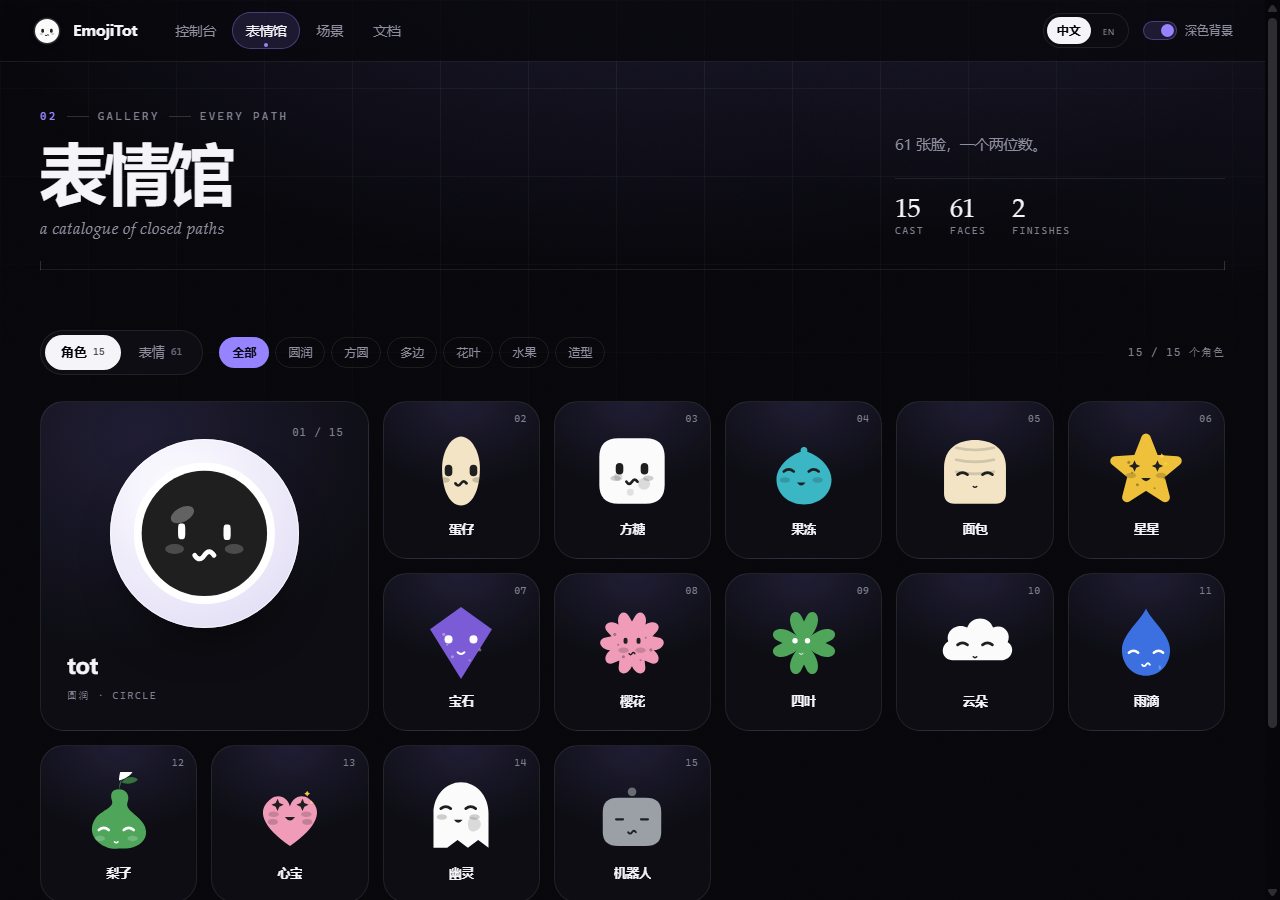 EmojiTot
控制台 表情馆 场景 文档
中文 EN 深色背景
02 GALLERY EVERY PATH
表情馆
a catalogue of closed paths
61 张脸，一个两位数。
15 61 2
CAST FACES FINISHES
角色 15 表情 61 全部 圆润 方圆 多边 花叶 水果 造型
15 / 15 个角色
01 / 15
tot
圆润 · CIRCLE
02
蛋仔
03
方糖
04
果冻
05
面包
06
星星
07
宝石
08
樱花
09
四叶
10
云朵
11
雨滴
12
梨子
13
心宝
14
幽灵
15
机器人